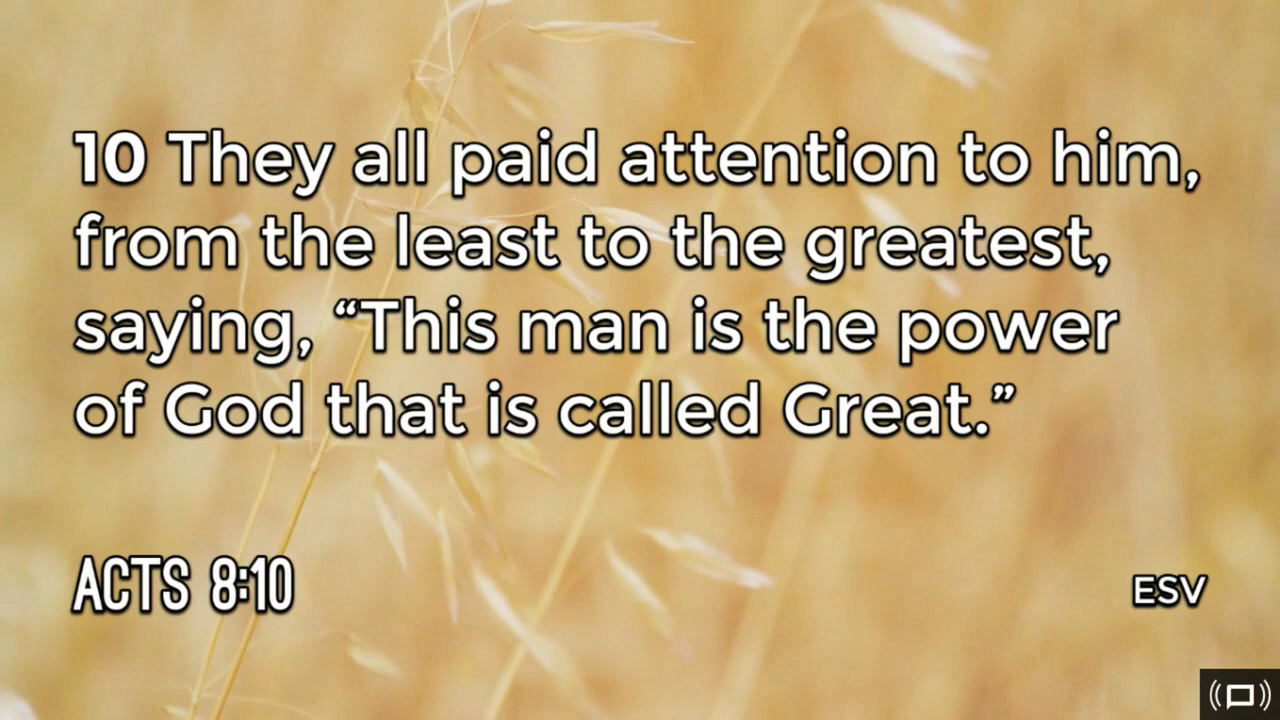 10 They all paid attention to him,
from the least to the greatest,
saying, “This man is the power
of God that is called Great.”
ACTS 8:10
ESV